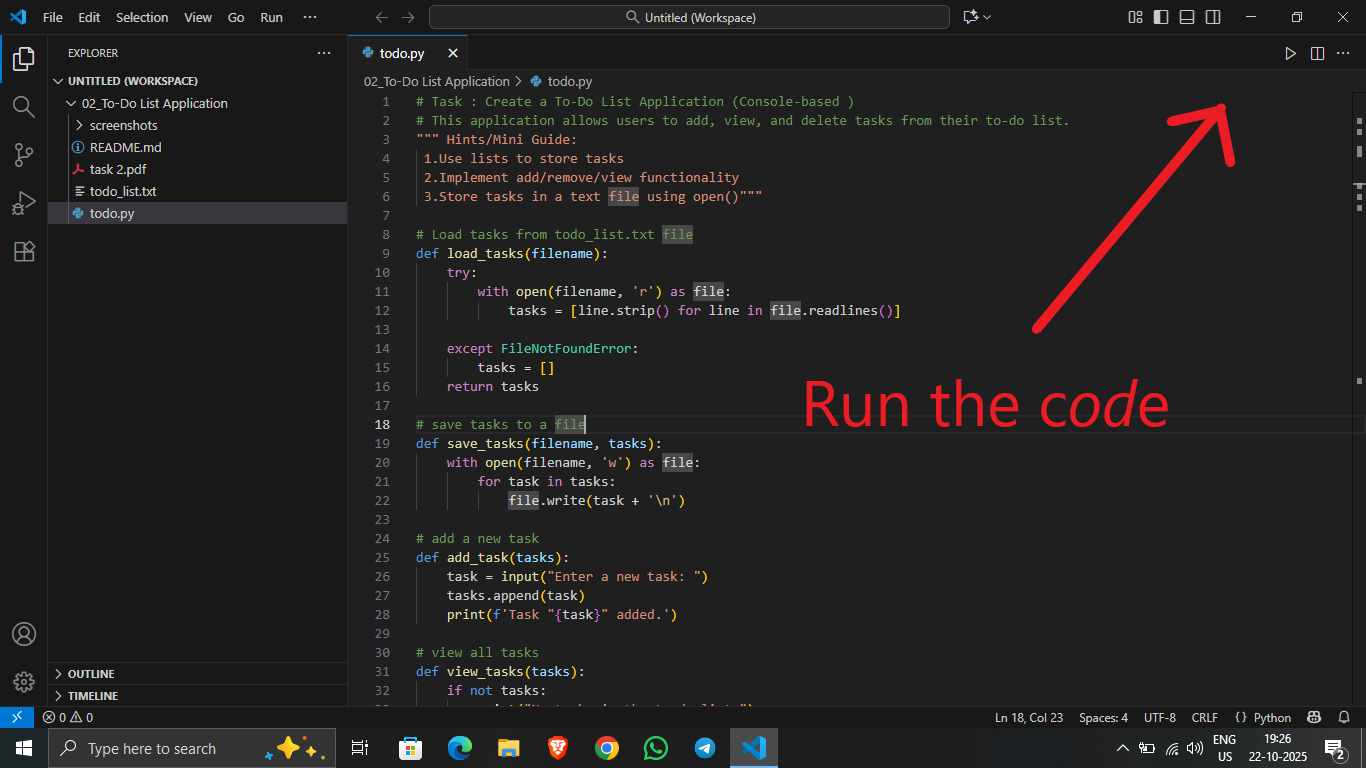 File Edit Selection View Go Run ···
Untitled (Workspace)
EXPLORER ···
UNTITLED (WORKSPACE)
02_To-Do List Application
screenshots
README.md
task 2.pdf
todo_list.txt
todo.py
OUTLINE
TIMELINE
todo.py
02_To-Do List Application > todo.py
1 # Task : Create a To-Do List Application (Console-based )
2 # This application allows users to add, view, and delete tasks from their to-do list.
3 """ Hints/Mini Guide:
4 1.Use lists to store tasks
5 2.Implement add/remove/view functionality
6 3.Store tasks in a text file using open()"""
7
8 # Load tasks from todo_list.txt file
9 def load_tasks(filename):
10 try:
11 with open(filename, 'r') as file:
12 tasks = [line.strip() for line in file.readlines()]
13
14 except FileNotFoundError:
15 tasks = []
16 return tasks
17
18 # save tasks to a file
19 def save_tasks(filename, tasks):
20 with open(filename, 'w') as file:
21 for task in tasks:
22 file.write(task + '\n')
23
24 # add a new task
25 def add_task(tasks):
26 task = input("Enter a new task: ")
27 tasks.append(task)
28 print(f'Task "{task}" added.')
29
30 # view all tasks
31 def view_tasks(tasks):
32 if not tasks:
Run the code
0 0
Ln 18, Col 23 Spaces: 4 UTF-8 CRLF {} Python
Type here to search
ENG
US
19:26
22-10-2025
2